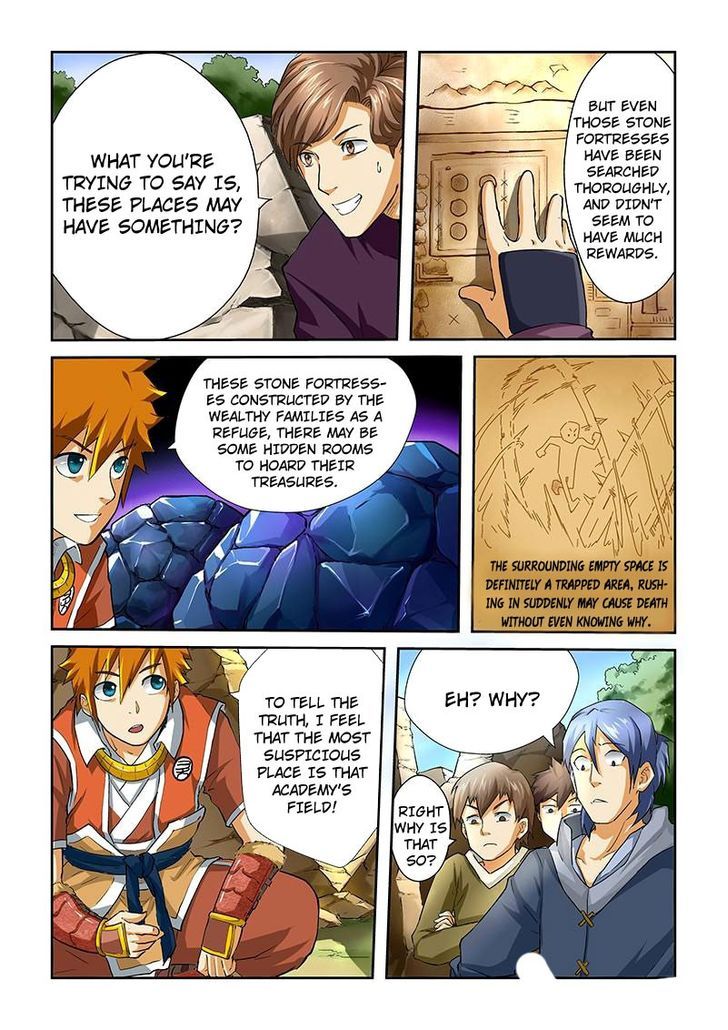 WHAT YOU'RE
TRYING TO SAY IS,
THESE PLACES MAY
HAVE SOMETHING?
BUT EVEN
THOSE STONE
FORTRESSES
HAVE BEEN
SEARCHED
THOROUGHLY,
AND DIDN'T
SEEM TO
HAVE MUCH
REWARDS.
THESE STONE FORTRESS-
ES CONSTRUCTED BY THE
WEALTHY FAMILIES AS A
REFUGE, THERE MAY BE
SOME HIDDEN ROOMS
TO HOARD THEIR
TREASURES.
THE SURROUNDING EMPTY SPACE IS
DEFINITELY A TRAPPED AREA, RUSH-
ING IN SUDDENLY MAY CAUSE DEATH
WITHOUT EVEN KNOWING WHY.
TO TELL THE
TRUTH, I FEEL
THAT THE MOST
SUSPICIOUS
PLACE IS THAT
ACADEMY'S
FIELD!
EH? WHY?
RIGHT
WHY IS
THAT
SO?